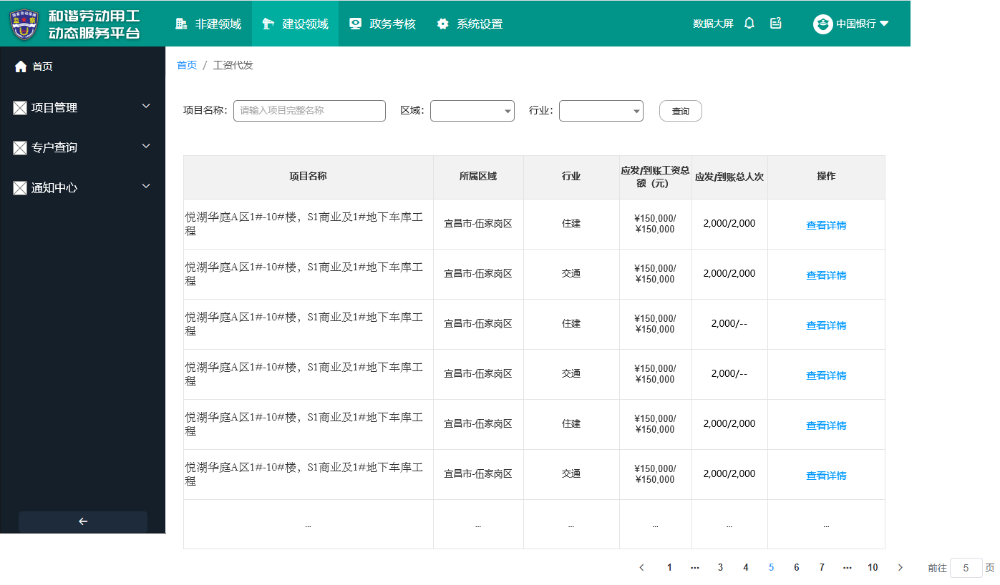 和谐劳动用工
动态服务平台
非建领域
建设领域
政务考核
系统设置
数据大屏
中国银行
首页
项目管理
专户查询
通知中心
首页 / 工资代发
项目名称: 请输入项目完整名称 区域: 行业: 查询
项目名称 所属区域 行业 应发/到账工资总额（元） 应发/到账总人次 操作
悦湖华庭A区1#-10#楼，S1商业及1#地下车库工程 宜昌市-伍家岗区 住建 ¥150,000/¥150,000 2,000/2,000 查看详情
悦湖华庭A区1#-10#楼，S1商业及1#地下车库工程 宜昌市-伍家岗区 交通 ¥150,000/¥150,000 2,000/2,000 查看详情
悦湖华庭A区1#-10#楼，S1商业及1#地下车库工程 宜昌市-伍家岗区 住建 ¥150,000/¥150,000 2,000/-- 查看详情
悦湖华庭A区1#-10#楼，S1商业及1#地下车库工程 宜昌市-伍家岗区 交通 ¥150,000/¥150,000 2,000/-- 查看详情
悦湖华庭A区1#-10#楼，S1商业及1#地下车库工程 宜昌市-伍家岗区 住建 ¥150,000/¥150,000 2,000/2,000 查看详情
悦湖华庭A区1#-10#楼，S1商业及1#地下车库工程 宜昌市-伍家岗区 交通 ¥150,000/¥150,000 2,000/2,000 查看详情
... ... ... ... ... ...
1 ... 3 4 5 6 7 ... 10 前往 5 页